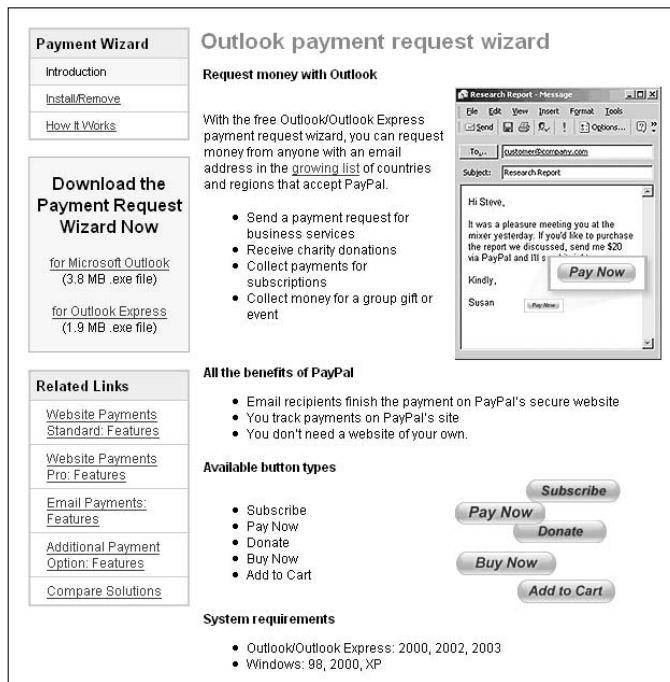 Payment Wizard
Introduction
Install/Remove
How It Works
Download the
Payment Request
Wizard Now
for Microsoft Outlook
(3.8 MB .exe file)
for Outlook Express
(1.9 MB .exe file)
Related Links
Website Payments
Standard: Features
Website Payments
Pro: Features
Email Payments:
Features
Additional Payment
Option: Features
Compare Solutions
Outlook payment request wizard
Request money with Outlook
With the free Outlook/Outlook Express
payment request wizard, you can request
money from anyone with an email
address in the growing list of countries
and regions that accept PayPal.
Send a payment request for
business services
Receive charity donations
Collect payments for
subscriptions
Collect money for a group gift or
event
Research Report - Message
File Edit View Insert Format Tools
Send Options...
To... customer@company.com
Subject: Research Report
Hi Steve,
It was a pleasure meeting you at the
mixer yesterday. If you'd like to purchase
the report we discussed, send me $20
via PayPal and I'll
Pay Now
Kindly,
Susan
Pay Now
All the benefits of PayPal
Email recipients finish the payment on PayPal's secure website
You track payments on PayPal's site
You don't need a website of your own.
Available button types
Subscribe
Pay Now
Donate
Buy Now
Add to Cart
Subscribe
Pay Now
Donate
Buy Now
Add to Cart
System requirements
Outlook/Outlook Express: 2000, 2002, 2003
Windows: 98, 2000, XP